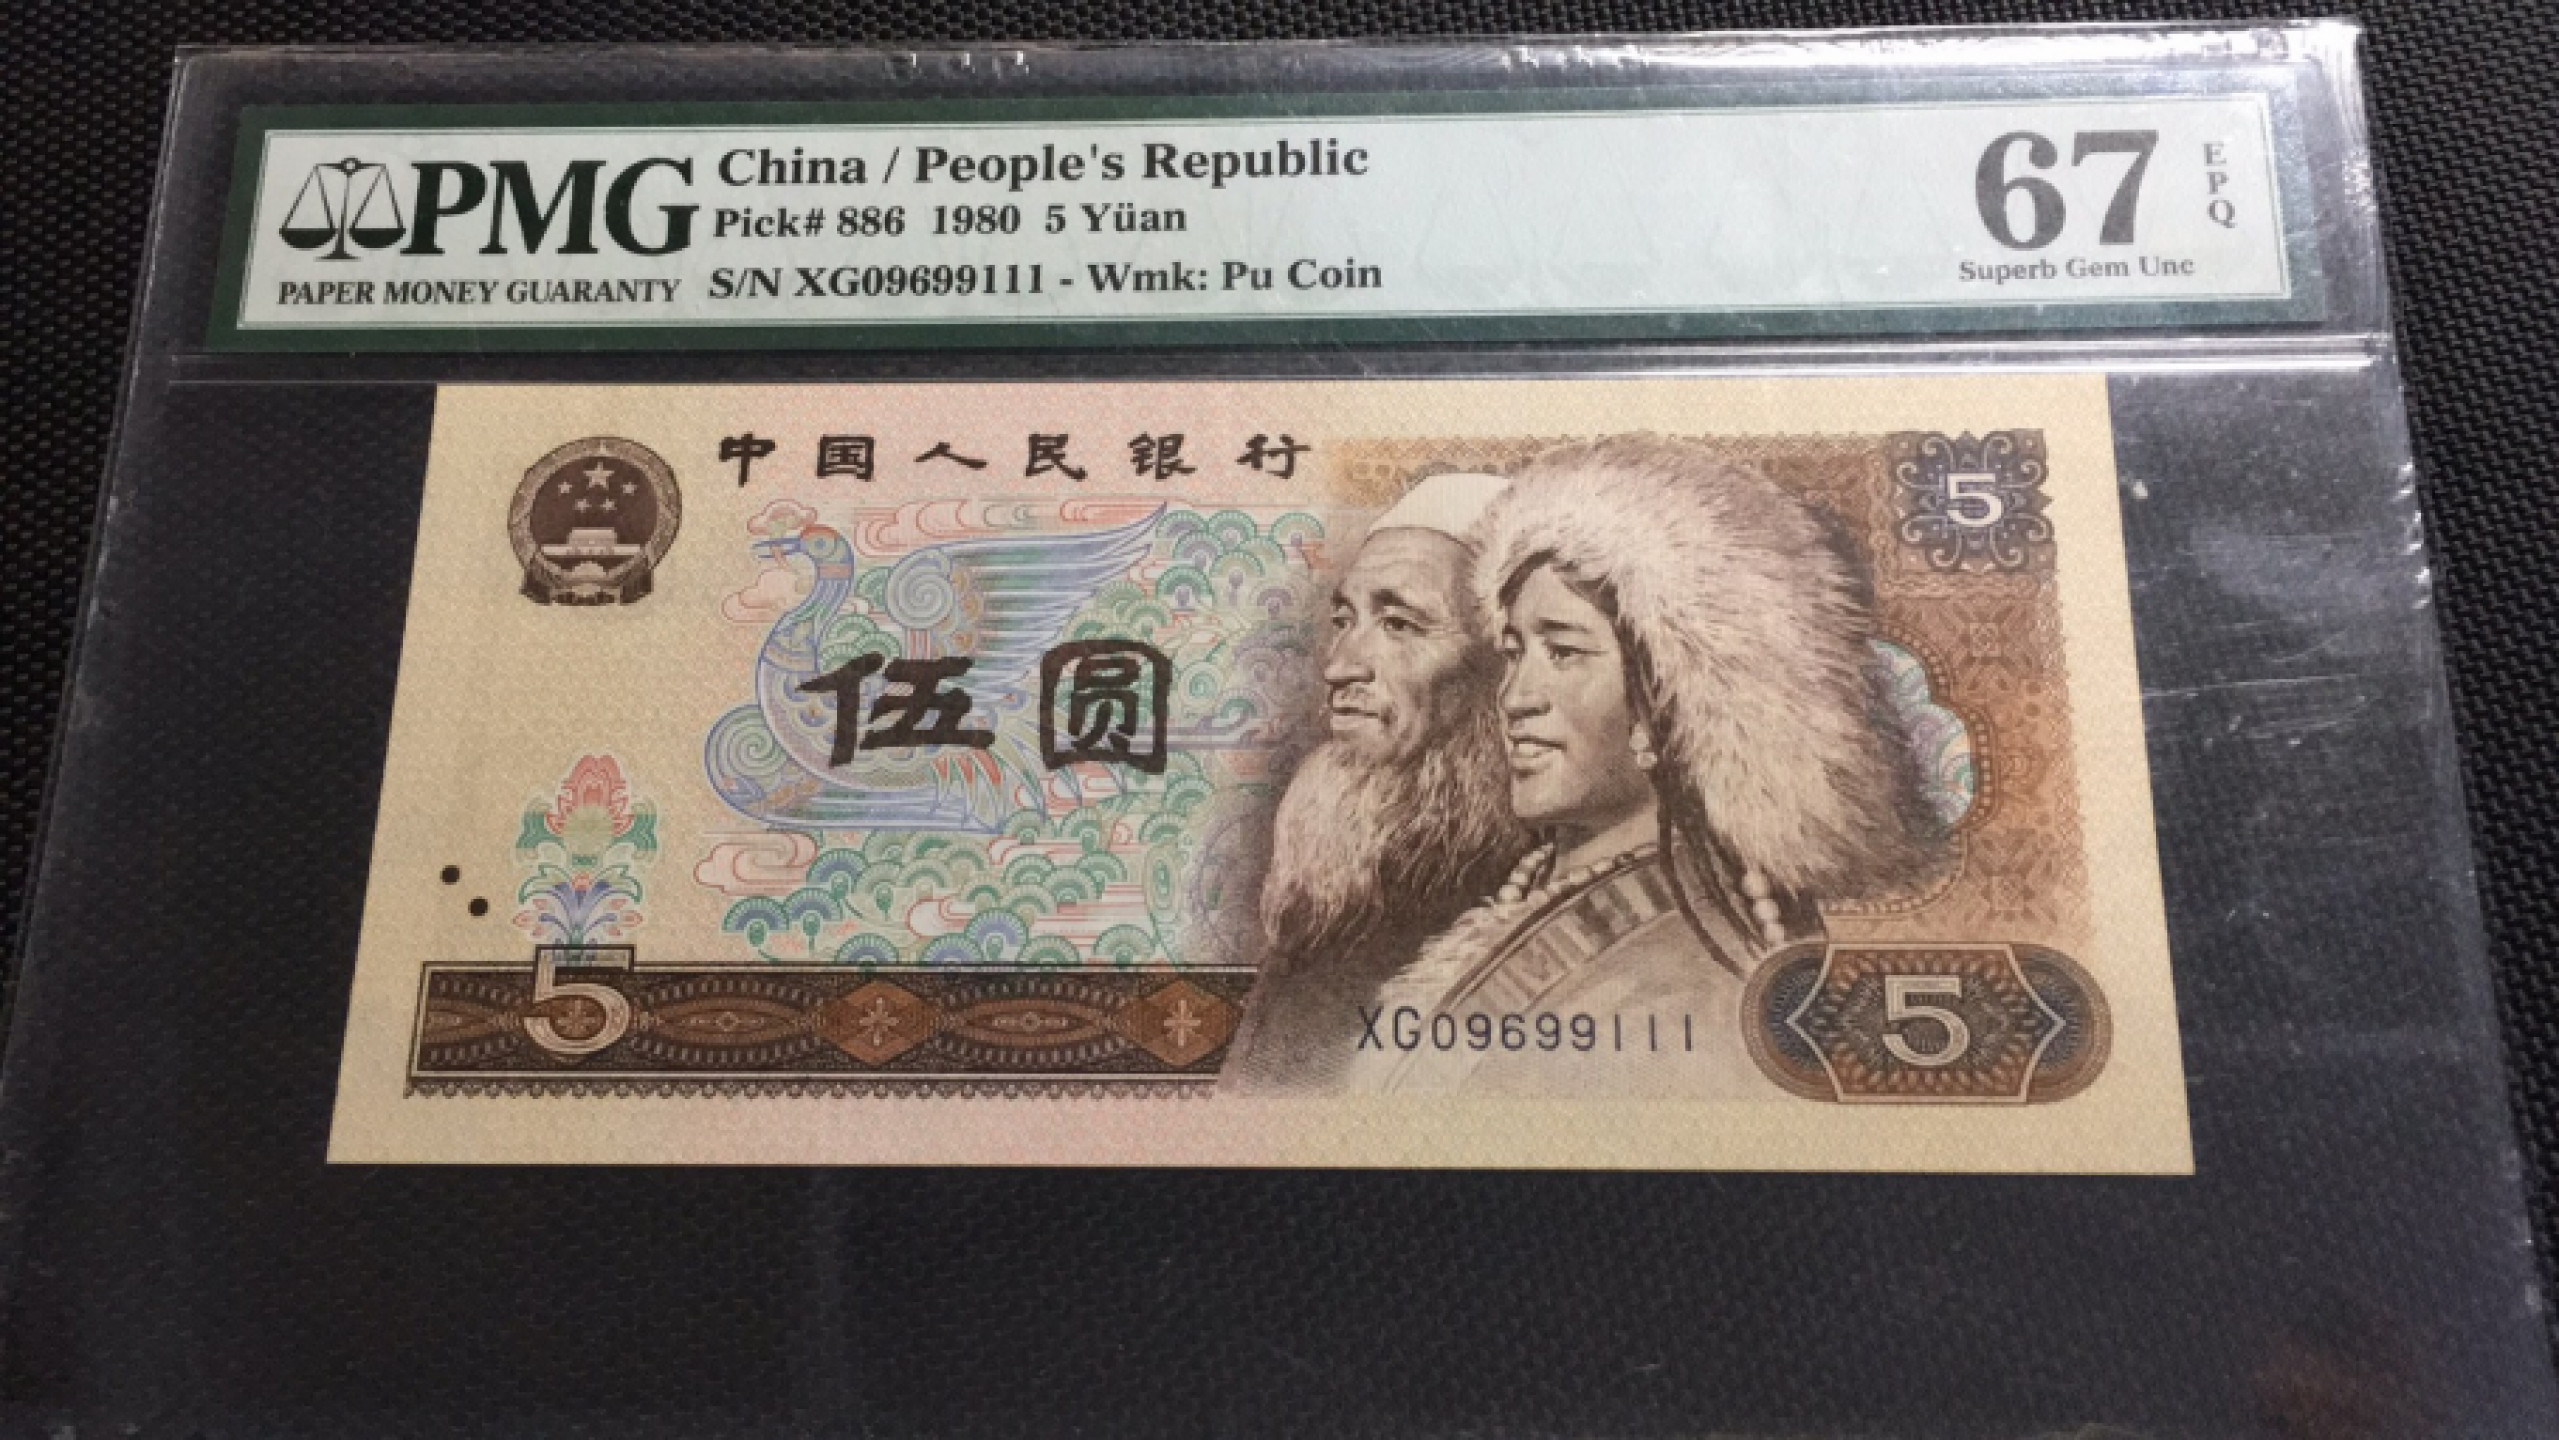 PMG
PAPER MONEY GUARANTY
China / People's Republic
Pick# 886 1980 5 Yüan
S/N XG09699111 - Wmk: Pu Coin
67
EPQ
Superb Gem Unc
中国人民银行
5
伍圆
5
XG09699111
5